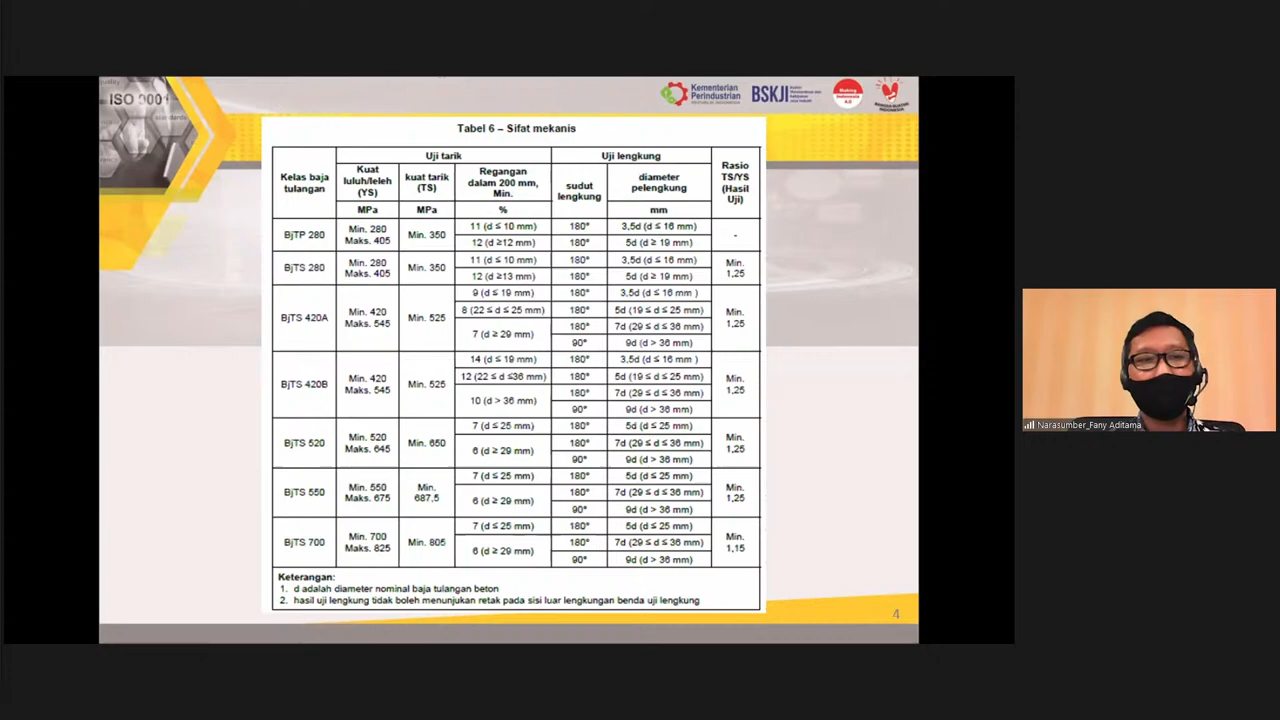 ISO 9001
Kementerian
Perindustrian
REPUBLIK INDONESIA
BSKJI
Making
Indonesia
4.0
BANGGA BUATAN
INDONESIA
Tabel 6 – Sifat mekanis
Kelas baja tulangan | Uji tarik | Uji lengkung | Rasio TS/YS (Hasil Uji)
Kuat luluh/leleh (YS) | kuat tarik (TS) | Regangan dalam 200 mm, Min. | sudut lengkung | diameter pelengkung
MPa | MPa | % | mm
BjTP 280 | Min. 280 Maks. 405 | Min. 350 | 11 (d ≤ 10 mm) | 180° | 3,5d (d ≤ 16 mm) | -
12 (d ≥12 mm) | 180° | 5d (d ≥ 19 mm)
BjTS 280 | Min. 280 Maks. 405 | Min. 350 | 11 (d ≤ 10 mm) | 180° | 3,5d (d ≤ 16 mm) | Min. 1,25
12 (d ≥13 mm) | 180° | 5d (d ≥ 19 mm)
BjTS 420A | Min. 420 Maks. 545 | Min. 525 | 9 (d ≤ 19 mm) | 180° | 3,5d (d ≤ 16 mm ) | Min. 1,25
8 (22 ≤ d ≤ 25 mm) | 180° | 5d (19 ≤ d ≤ 25 mm)
7 (d ≥ 29 mm) | 180° | 7d (29 ≤ d ≤ 36 mm)
90° | 9d (d > 36 mm)
BjTS 420B | Min. 420 Maks. 545 | Min. 525 | 14 (d ≤ 19 mm) | 180° | 3,5d (d ≤ 16 mm ) | Min. 1,25
12 (22 ≤ d ≤36 mm) | 180° | 5d (19 ≤ d ≤ 25 mm)
10 (d > 36 mm) | 180° | 7d (29 ≤ d ≤ 36 mm)
90° | 9d (d > 36 mm)
BjTS 520 | Min. 520 Maks. 645 | Min. 650 | 7 (d ≤ 25 mm) | 180° | 5d (d ≤ 25 mm) | Min. 1,25
6 (d ≥ 29 mm) | 180° | 7d (29 ≤ d ≤ 36 mm)
90° | 9d (d > 36 mm)
BjTS 550 | Min. 550 Maks. 675 | Min. 687,5 | 7 (d ≤ 25 mm) | 180° | 5d (d ≤ 25 mm) | Min. 1,25
6 (d ≥ 29 mm) | 180° | 7d (29 ≤ d ≤ 36 mm)
90° | 9d (d > 36 mm)
BjTS 700 | Min. 700 Maks. 825 | Min. 805 | 7 (d ≤ 25 mm) | 180° | 5d (d ≤ 25 mm) | Min. 1,15
6 (d ≥ 29 mm) | 180° | 7d (29 ≤ d ≤ 36 mm)
90° | 9d (d > 36 mm)
Keterangan:
1. d adalah diameter nominal baja tulangan beton
2. hasil uji lengkung tidak boleh menunjukan retak pada sisi luar lengkungan benda uji lengkung
4
Narasumber_Fany Aditama